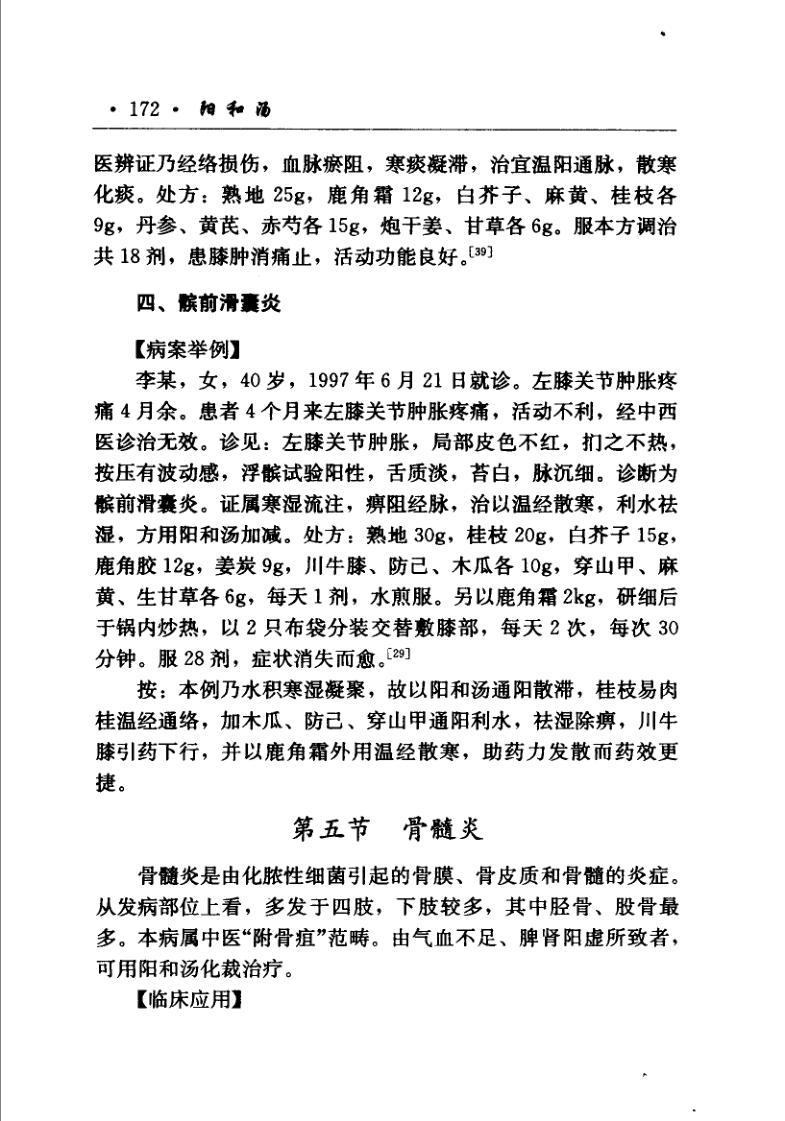 ·172· 阳和汤
医辨证乃经络损伤，血脉瘀阻，寒痰凝滞，治宜温阳通脉，散寒
化痰。处方：熟地 25g，鹿角霜 12g，白芥子、麻黄、桂枝各
9g，丹参、黄芪、赤芍各 15g，炮干姜、甘草各 6g。服本方调治
共 18 剂，患膝肿消痛止，活动功能良好。［39］
四、髌前滑囊炎
【病案举例】
李某，女，40 岁，1997 年 6 月 21 日就诊。左膝关节肿胀疼
痛 4 月余。患者 4 个月来左膝关节肿胀疼痛，活动不利，经中西
医诊治无效。诊见：左膝关节肿胀，局部皮色不红，扪之不热，
按压有波动感，浮髌试验阳性，舌质淡，苔白，脉沉细。诊断为
髌前滑囊炎。证属寒湿流注，痹阻经脉，治以温经散寒，利水祛
湿，方用阳和汤加减。处方：熟地 30g，桂枝 20g，白芥子 15g，
鹿角胶 12g，姜炭 9g，川牛膝、防己、木瓜各 10g，穿山甲、麻
黄、生甘草各 6g，每天 1 剂，水煎服。另以鹿角霜 2kg，研细后
于锅内炒热，以 2 只布袋分装交替敷膝部，每天 2 次，每次 30
分钟。服 28 剂，症状消失而愈。［29］
按：本例乃水积寒湿凝聚，故以阳和汤通阳散滞，桂枝易肉
桂温经通络，加木瓜、防己、穿山甲通阳利水，祛湿除痹，川牛
膝引药下行，并以鹿角霜外用温经散寒，助药力发散而药效更
捷。
第五节 骨髓炎
骨髓炎是由化脓性细菌引起的骨膜、骨皮质和骨髓的炎症。
从发病部位上看，多发于四肢，下肢较多，其中胫骨、股骨最
多。本病属中医“附骨疽”范畴。由气血不足、脾肾阳虚所致者，
可用阳和汤化裁治疗。
【临床应用】